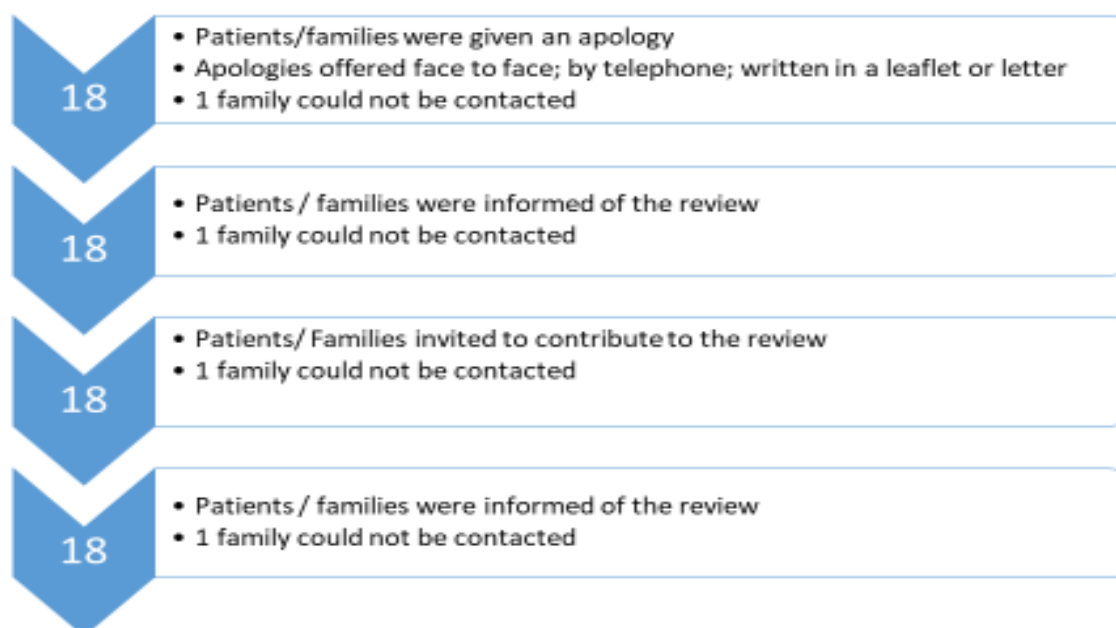 18
• Patients/families were given an apology
• Apologies offered face to face; by telephone; written in a leaflet or letter
• 1 family could not be contacted
18
• Patients / families were informed of the review
• 1 family could not be contacted
18
• Patients/ Families invited to contribute to the review
• 1 family could not be contacted
18
• Patients / families were informed of the review
• 1 family could not be contacted